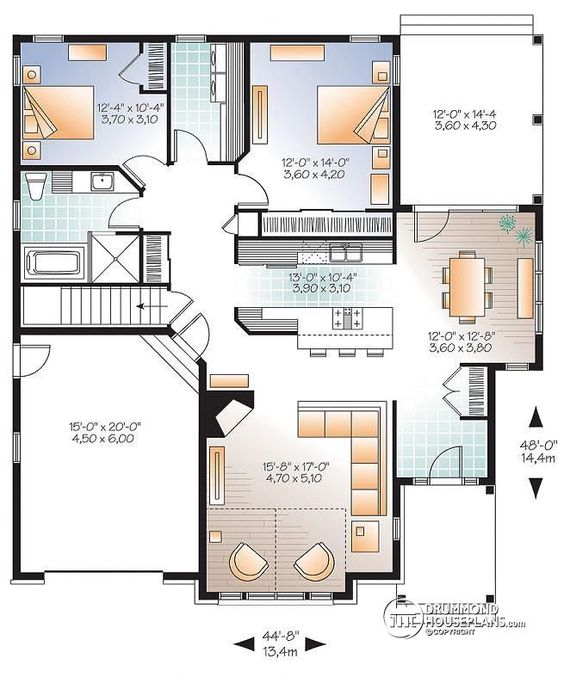 12'-4" x 10'-4"
3,70 x 3,10
12'-0" x 14'-0"
3,60 x 4,20
12'-0" x 14'-4
3,60 x 4,30
13'-0" x 10'-4"
3,90 x 3,10
12'-0" x 12'-8"
3,60 x 3,80
15'-0" x 20'-0"
4,50 x 6,00
15'-8" x 17'-0"
4,70 x 5,10
48'-0"
14,4m
44'-8"
13,4m
DRUMMOND
HOUSEPLANS.com
©COPYRIGHT